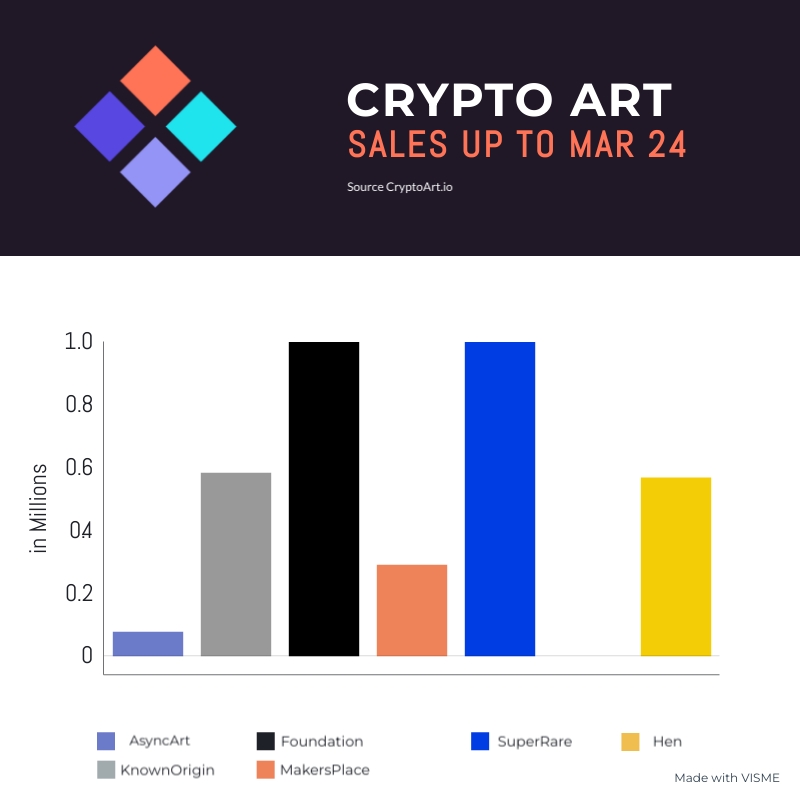 CRYPTO ART
SALES UP TO MAR 24
Source CryptoArt.io
1.0
0.8
0.6
04
0.2
0
in Millions
AsyncArt
Foundation
SuperRare
Hen
KnownOrigin
MakersPlace
Made with VISME